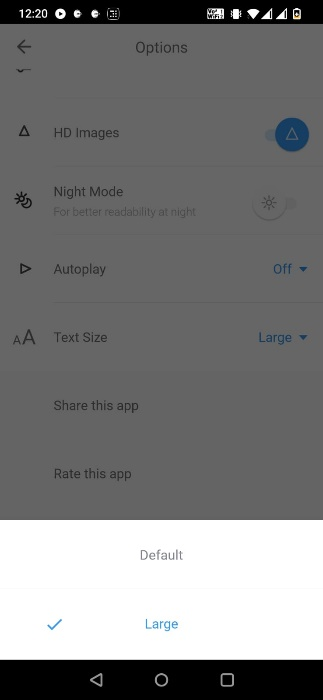 12:20
Options
HD Images
Night Mode
For better readability at night
Autoplay
Off
AA
Text Size
Large
Share this app
Rate this app
Default
Large